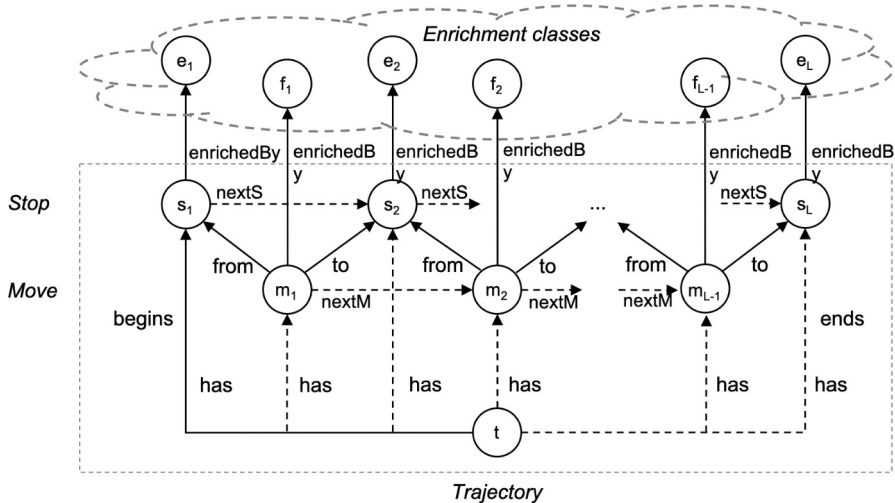 Enrichment classes
e1
f1
e2
f2
fL-1
eL
enrichedBy
enrichedB
y
enrichedB
y
enrichedB
y
enrichedB
y
enrichedB
y
Stop
s1
nextS
s2
nextS
...
nextS
sL
from
to
from
to
from
to
Move
m1
nextM
m2
nextM
nextM
mL-1
begins
ends
has
has
has
has
has
has
t
Trajectory